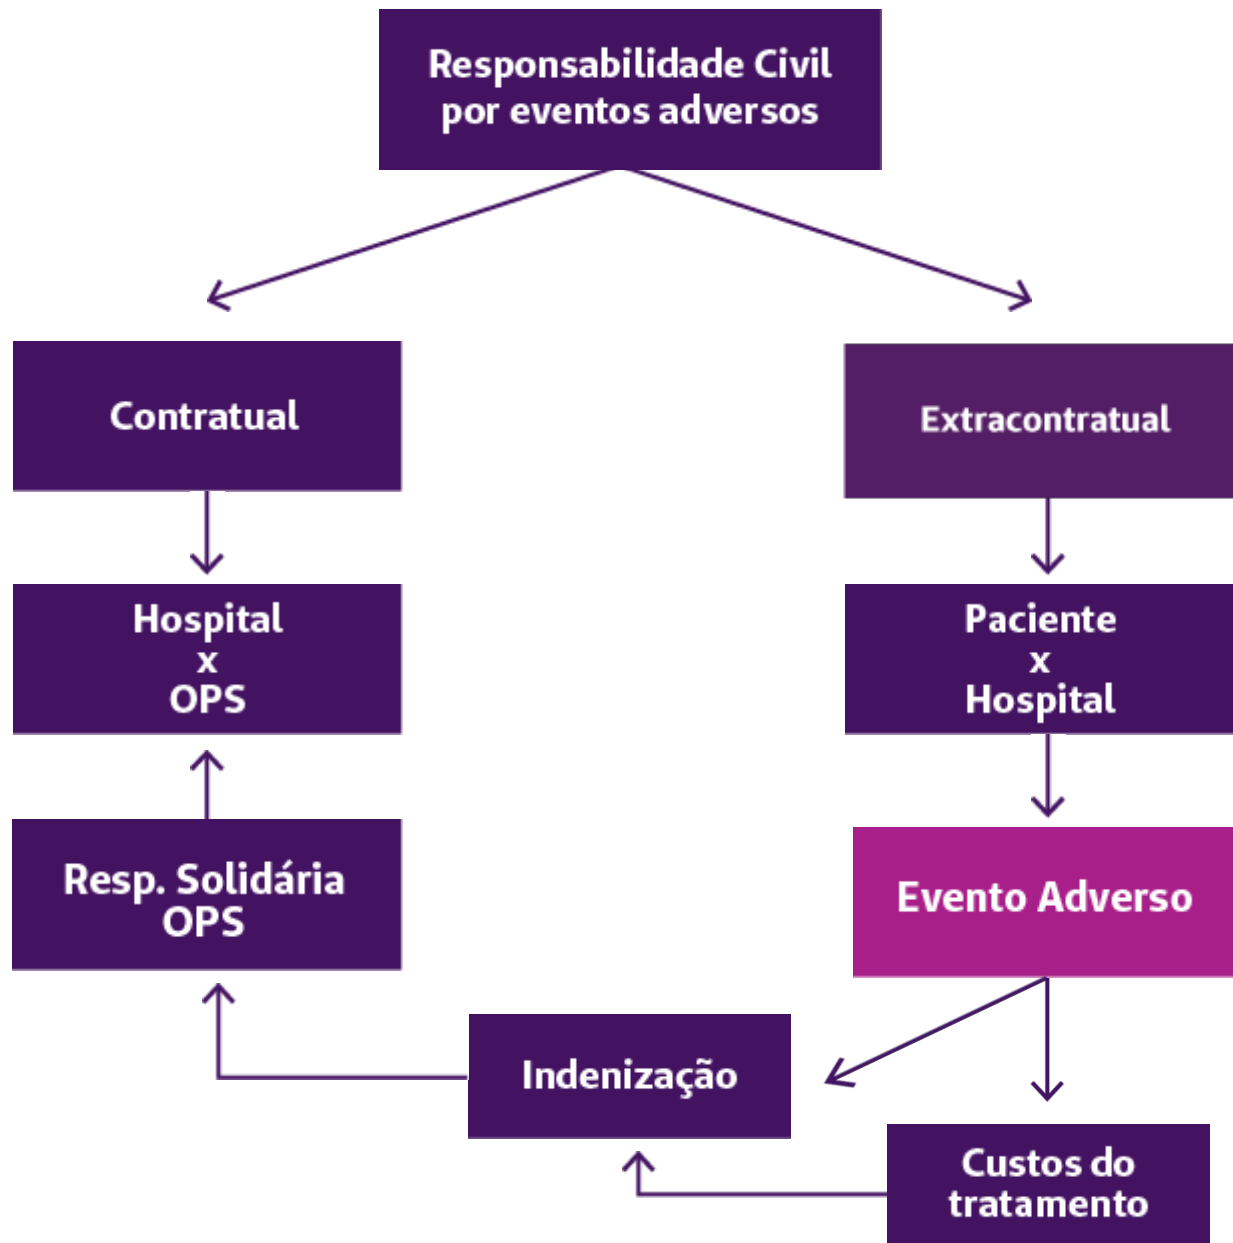 Responsabilidade Civil
por eventos adversos
Contratual
Extracontratual
Hospital
x
OPS
Paciente
x
Hospital
Resp. Solidária
OPS
Evento Adverso
Indenização
Custos do
tratamento